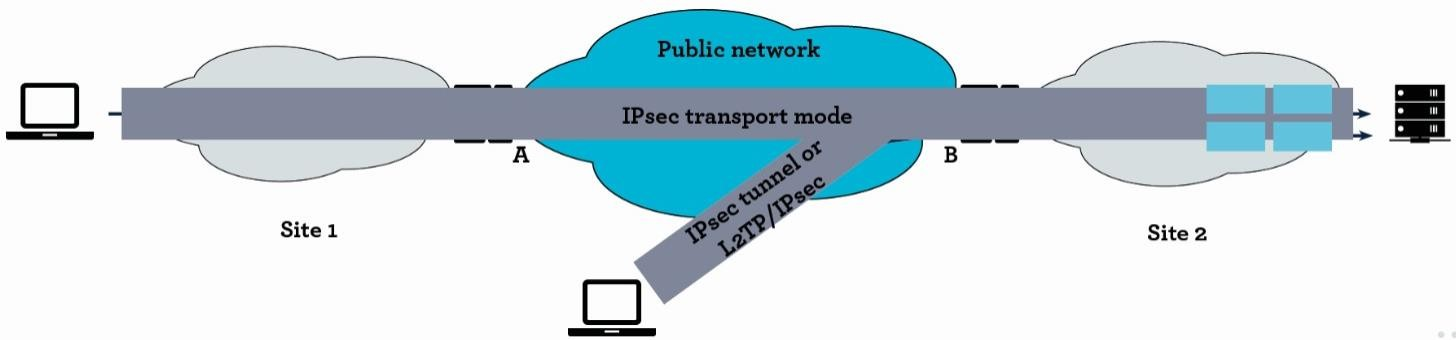 Public network
IPsec transport mode
A
B
IPsec tunnel or
L2TP/IPsec
Site 1
Site 2